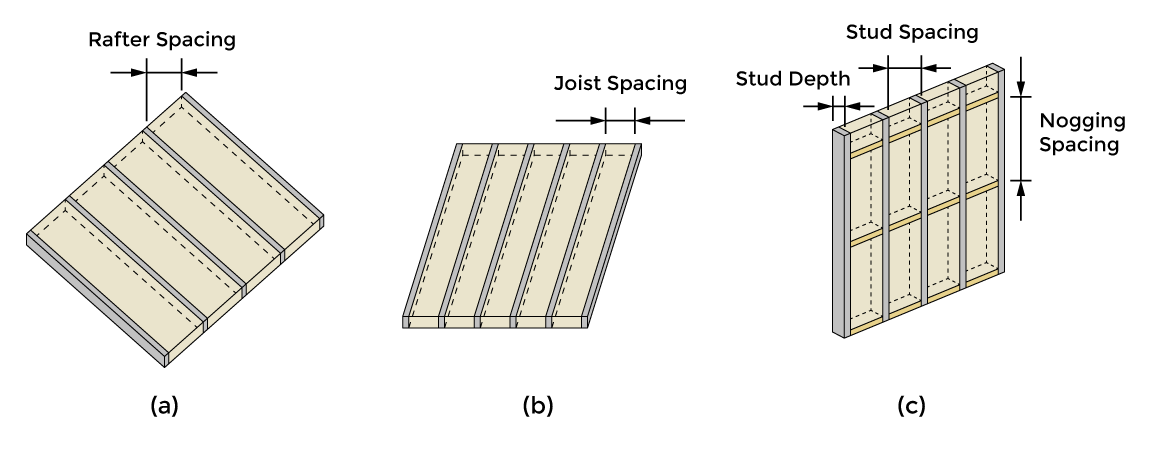 Rafter Spacing
Joist Spacing
Stud Spacing
Stud Depth
Nogging
Spacing
(a)
(b)
(c)